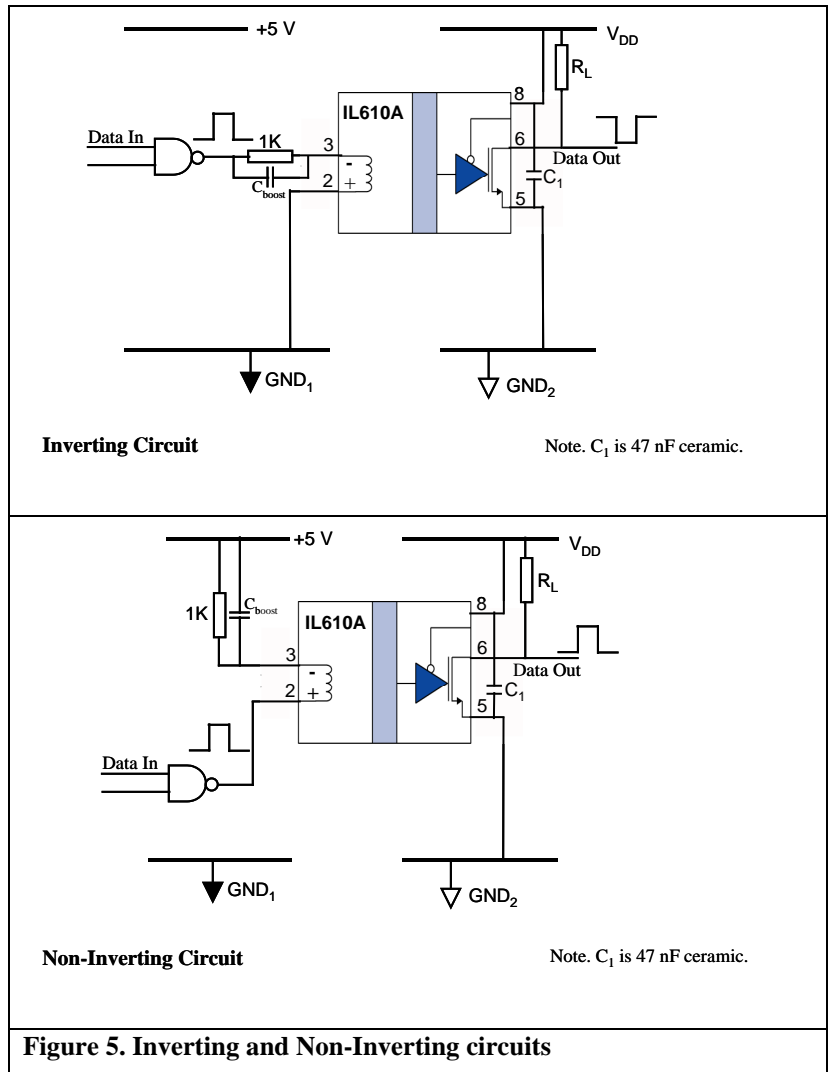 +5 V
V_DD
R_L
IL610A
8
Data In
1K
3
6
-
Data Out
C_boost
2
+
C_1
5
GND_1
GND_2
Inverting Circuit
Note. C_1 is 47 nF ceramic.
+5 V
V_DD
R_L
1K
C_boost
IL610A
8
3
6
-
Data Out
2
+
C_1
5
Data In
GND_1
GND_2
Non-Inverting Circuit
Note. C_1 is 47 nF ceramic.
Figure 5. Inverting and Non-Inverting circuits